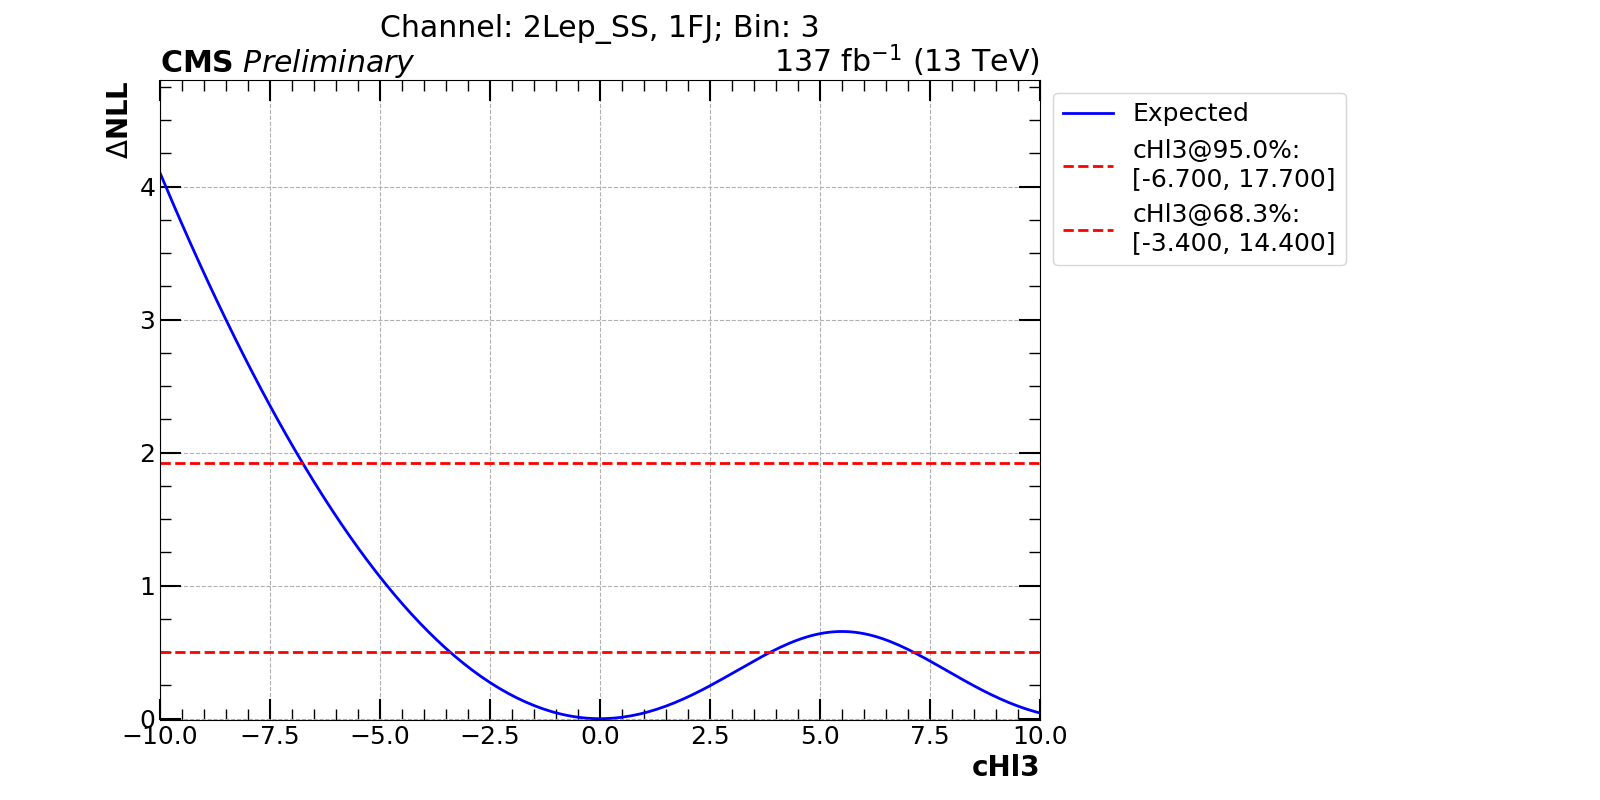 Channel: 2Lep_SS, 1FJ; Bin: 3
CMS Preliminary 137 fb⁻¹ (13 TeV)
ΔNLL
4
3
2
1
0
−10.0 −7.5 −5.0 −2.5 0.0 2.5 5.0 7.5 10.0
cHl3
Expected
cHl3@95.0%:
[-6.700, 17.700]
cHl3@68.3%:
[-3.400, 14.400]